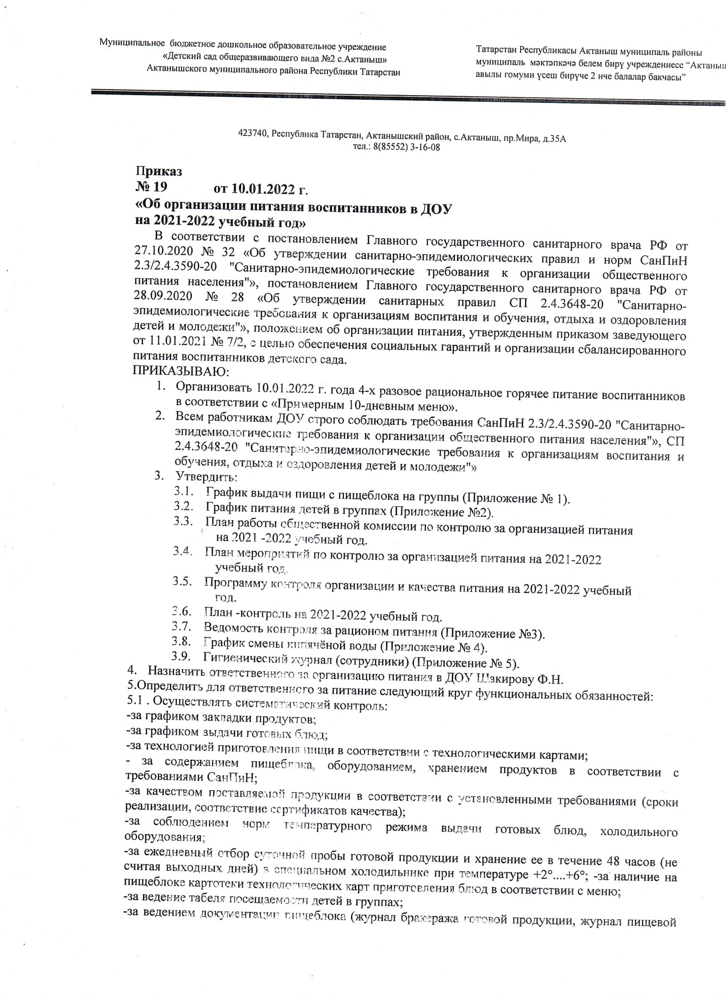 Муниципальное бюджетное дошкольное образовательное учреждение
«Детский сад общеразвивающего вида №2 с.Актаныш»
Актанышского муниципального района Республики Татарстан
Татарстан Республикасы Актаныш муниципаль районы
муниципаль мәктәпкәчә белем бирү учреждениесе “Актаныш
авылы гомуми үсеш бирүче 2 нче балалар бакчасы”
423740, Республика Татарстан, Актанышский район, с.Актаныш, пр.Мира, д.35А
тел.: 8(85552) 3-16-08
Приказ
№ 19 от 10.01.2022 г.
«Об организации питания воспитанников в ДОУ
на 2021-2022 учебный год»
В соответствии с постановлением Главного государственного санитарного врача РФ от
27.10.2020 № 32 «Об утверждении санитарно-эпидемиологических правил и норм СанПиН
2.3/2.4.3590-20 "Санитарно-эпидемиологические требования к организации общественного
питания населения"», постановлением Главного государственного санитарного врача РФ от
28.09.2020 № 28 «Об утверждении санитарных правил СП 2.4.3648-20 "Санитарно-
эпидемиологические требования к организациям воспитания и обучения, отдыха и оздоровления
детей и молодежи"», положением об организации питания, утвержденным приказом заведующего
от 11.01.2021 № 7/2, с целью обеспечения социальных гарантий и организации сбалансированного
питания воспитанников детского сада.
ПРИКАЗЫВАЮ:
1. Организовать 10.01.2022 г. года 4-х разовое рациональное горячее питание воспитанников
в соответствии с «Примерным 10-дневным меню».
2. Всем работникам ДОУ строго соблюдать требования СанПиН 2.3/2.4.3590-20 "Санитарно-
эпидемиологические требования к организации общественного питания населения"», СП
2.4.3648-20 "Санитарно-эпидемиологические требования к организациям воспитания и
обучения, отдыха и оздоровления детей и молодежи"»
3. Утвердить:
3.1. График выдачи пищи с пищеблока на группы (Приложение № 1).
3.2. График питания детей в группах (Приложение №2).
3.3. План работы общественной комиссии по контролю за организацией питания
на 2021 -2022 учебный год.
3.4. План мероприятий по контролю за организацией питания на 2021-2022
учебный год.
3.5. Программу контроля организации и качества питания на 2021-2022 учебный
год.
3.6. План -контроль на 2021-2022 учебный год.
3.7. Ведомость контроля за рационом питания (Приложение №3).
3.8. График смены кипячёной воды (Приложение № 4).
3.9. Гигиенический журнал (сотрудники) (Приложение № 5).
4. Назначить ответственного за организацию питания в ДОУ Шакирову Ф.Н.
5.Определить для ответственного за питание следующий круг функциональных обязанностей:
5.1 . Осуществлять систематический контроль:
-за графиком закладки продуктов;
-за графиком выдачи готовых блюд;
-за технологией приготовления пищи в соответствии с технологическими картами;
- за содержанием пищеблока, оборудованием, хранением продуктов в соответствии с
требованиями СанПиН;
-за качеством поставляемой продукции в соответствии с установленными требованиями (сроки
реализации, соответствие сертификатов качества);
-за соблюдением норм температурного режима выдачи готовых блюд, холодильного
оборудования;
-за ежедневный отбор суточной пробы готовой продукции и хранение ее в течение 48 часов (не
считая выходных дней) в специальном холодильнике при температуре +2°....+6°; -за наличие на
пищеблоке картотеки технологических карт приготовления блюд в соответствии с меню;
-за ведение табеля посещаемости детей в группах;
-за ведением документации пищеблока (журнал бракеража готовой продукции, журнал пищевой